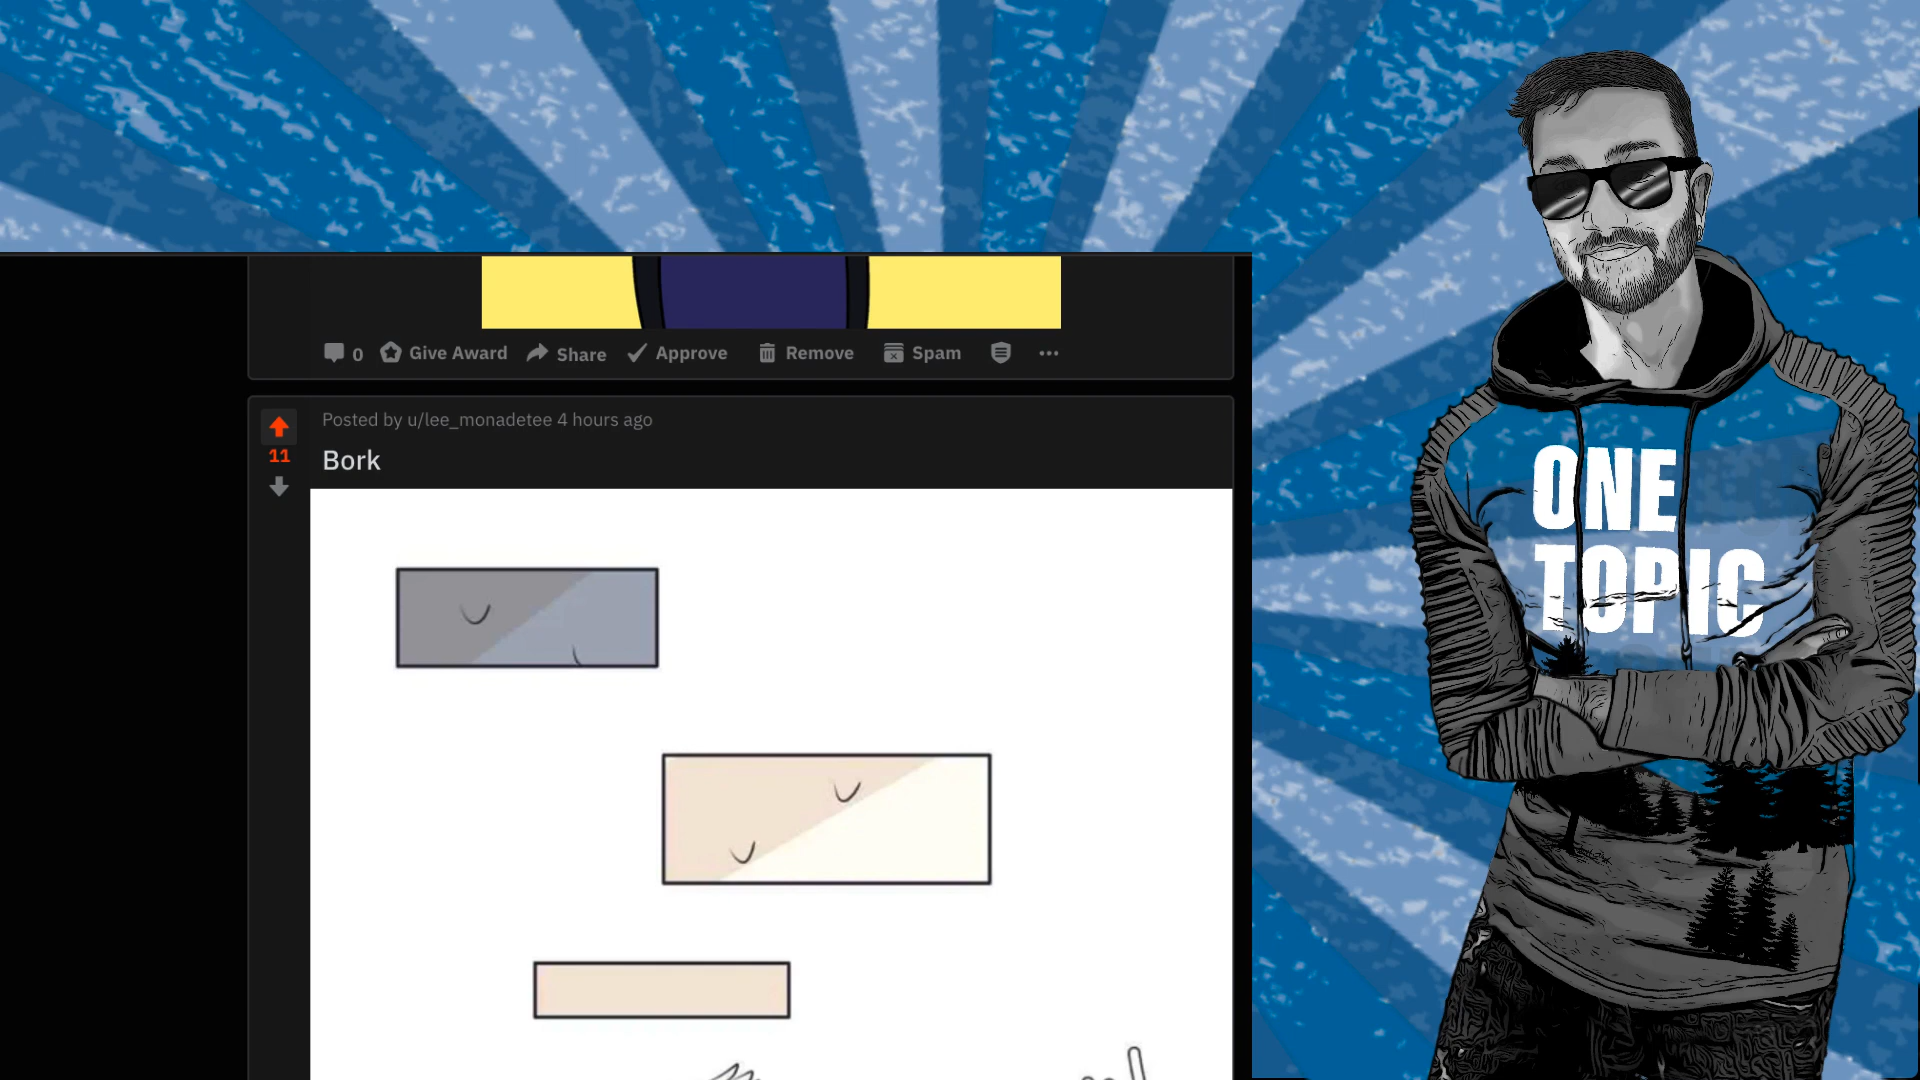 0 Give Award Share Approve Remove Spam
Posted by u/lee_monadetee 4 hours ago
11
Bork
ONE
TOPIC